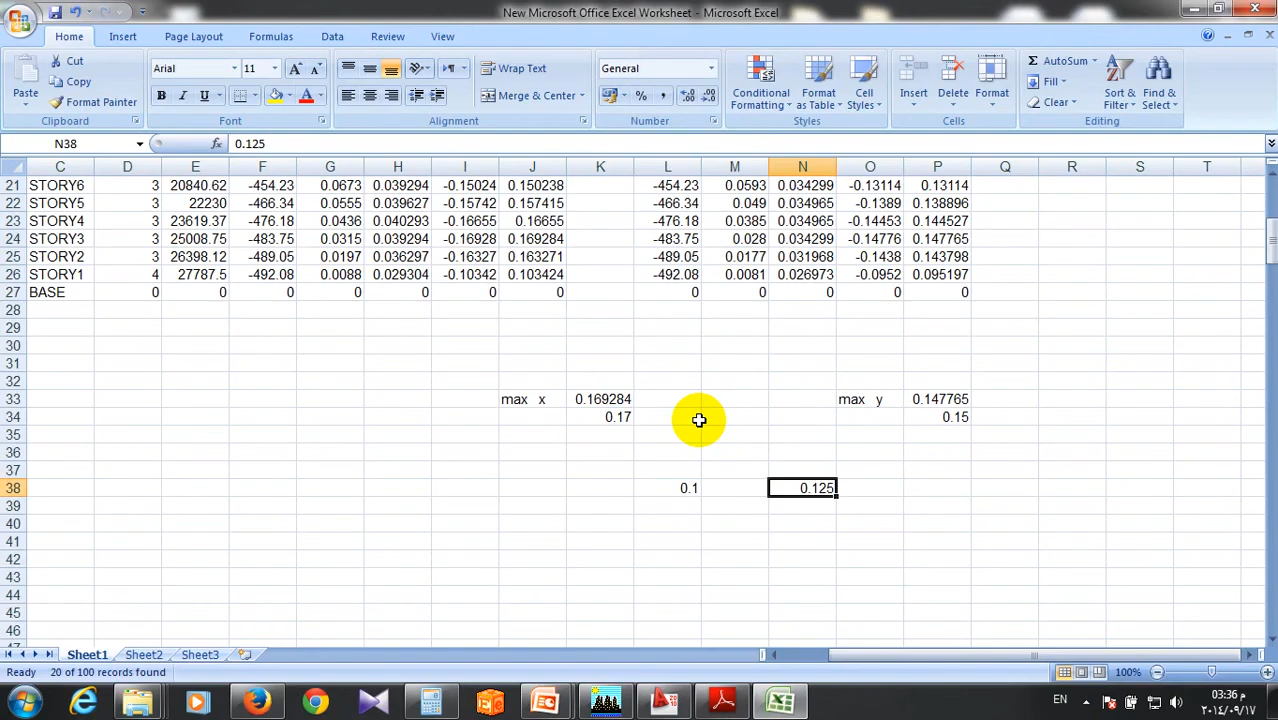 New Microsoft Office Excel Worksheet - Microsoft Excel
Home Insert Page Layout Formulas Data Review View
Paste Cut Copy Format Painter Clipboard
Arial 11 B I U A Font
Wrap Text Merge & Center Alignment
General % , Number
Conditional Formatting Format as Table Cell Styles Styles
Insert Delete Format Cells
Σ AutoSum Fill Clear Sort & Filter Find & Select Editing
N38 fx 0.125
C D E F G H I J K L M N O P Q R S T
21 STORY6 3 20840.62 -454.23 0.0673 0.039294 -0.15024 0.150238 -454.23 0.0593 0.034299 -0.13114 0.13114
22 STORY5 3 22230 -466.34 0.0555 0.039627 -0.15742 0.157415 -466.34 0.049 0.034965 -0.1389 0.138896
23 STORY4 3 23619.37 -476.18 0.0436 0.040293 -0.16655 0.16655 -476.18 0.0385 0.034965 -0.14453 0.144527
24 STORY3 3 25008.75 -483.75 0.0315 0.039294 -0.16928 0.169284 -483.75 0.028 0.034299 -0.14776 0.147765
25 STORY2 3 26398.12 -489.05 0.0197 0.036297 -0.16327 0.163271 -489.05 0.0177 0.031968 -0.1438 0.143798
26 STORY1 4 27787.5 -492.08 0.0088 0.029304 -0.10342 0.103424 -492.08 0.0081 0.026973 -0.0952 0.095197
27 BASE 0 0 0 0 0 0 0 0 0 0 0 0
28
29
30
31
32
33 max x 0.169284 max y 0.147765
34 0.17 0.15
35
36
37
38 0.1 0.125
39
40
41
42
43
44
45
46
Sheet1 Sheet2 Sheet3
Ready 20 of 100 records found 100%
EN 03:36 م
٢٠١٤/٠٩/١٧